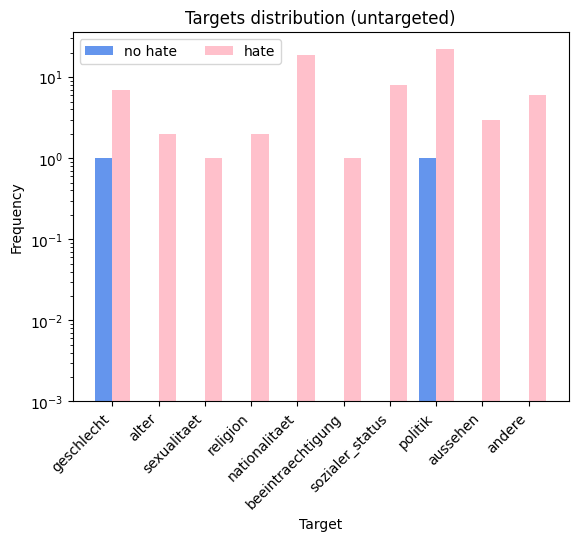 Targets distribution (untargeted)
no hate
hate
10^1
10^0
10^-1
10^-2
10^-3
Frequency
geschlecht
alter
sexualitaet
religion
nationalitaet
beeintraechtigung
sozialer_status
politik
aussehen
andere
Target